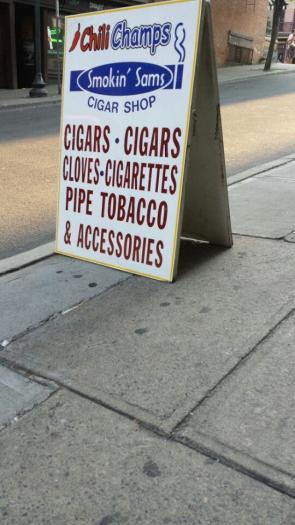 Chili Champs
Smokin' Sams
CIGAR SHOP
CIGARS · CIGARS
CLOVES · CIGARETTES
PIPE TOBACCO
& ACCESSORIES